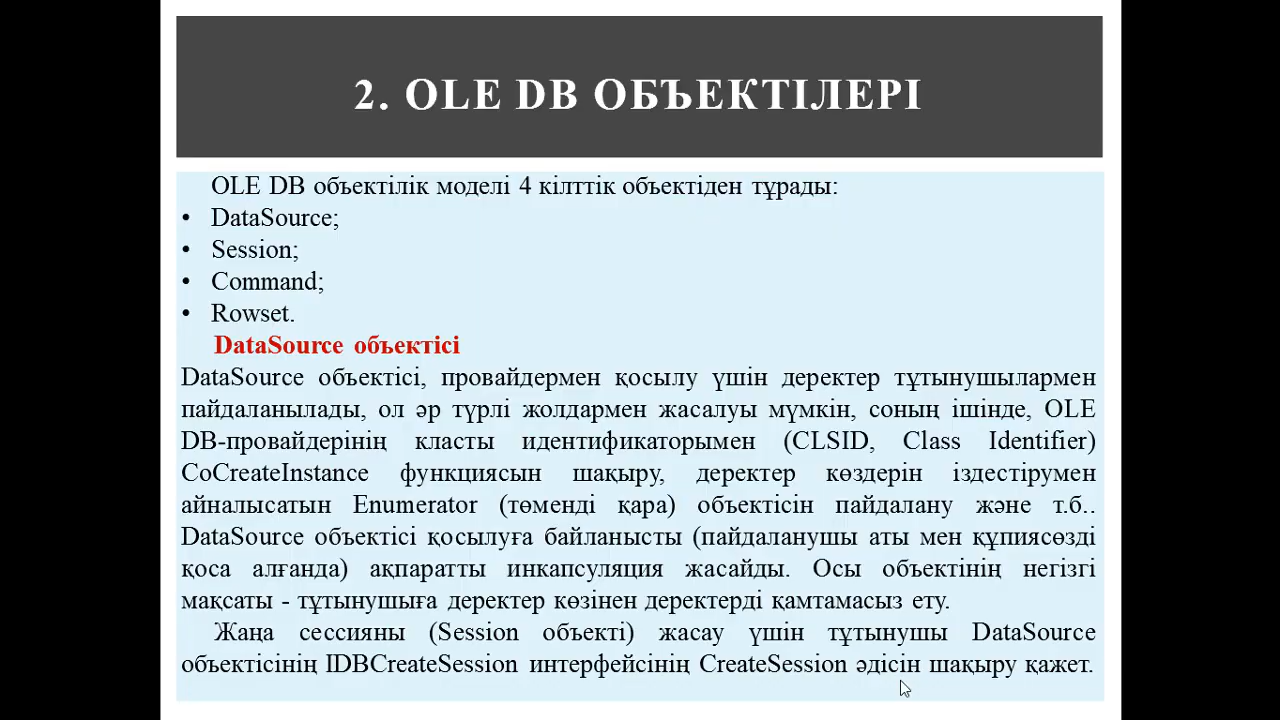 2. OLE DB ОБЪЕКТІЛЕРІ
OLE DB объектілік моделі 4 кілттік объектіден тұрады:
• DataSource;
• Session;
• Command;
• Rowset.
DataSource объектісі
DataSource объектісі, провайдермен қосылу үшін деректер тұтынушылармен
пайдаланылады, ол әр түрлі жолдармен жасалуы мүмкін, соның ішінде, OLE
DB-провайдерінің класты идентификаторымен (CLSID, Class Identifier)
CoCreateInstance функциясын шақыру, деректер көздерін іздестірумен
айналысатын Enumerator (төменді қара) объектісін пайдалану және т.б..
DataSource объектісі қосылуға байланысты (пайдаланушы аты мен құпиясөзді
қоса алғанда) ақпаратты инкапсуляция жасайды. Осы объектінің негізгі
мақсаты - тұтынушыға деректер көзінен деректерді қамтамасыз ету.
Жаңа сессияны (Session объекті) жасау үшін тұтынушы DataSource
объектісінің IDBCreateSession интерфейсінің CreateSession әдісін шақыру қажет.